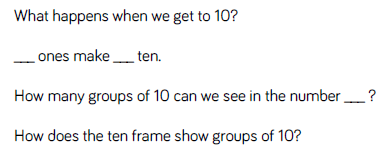 What happens when we get to 10?
___ ones make ___ ten.
How many groups of 10 can we see in the number ___?
How does the ten frame show groups of 10?